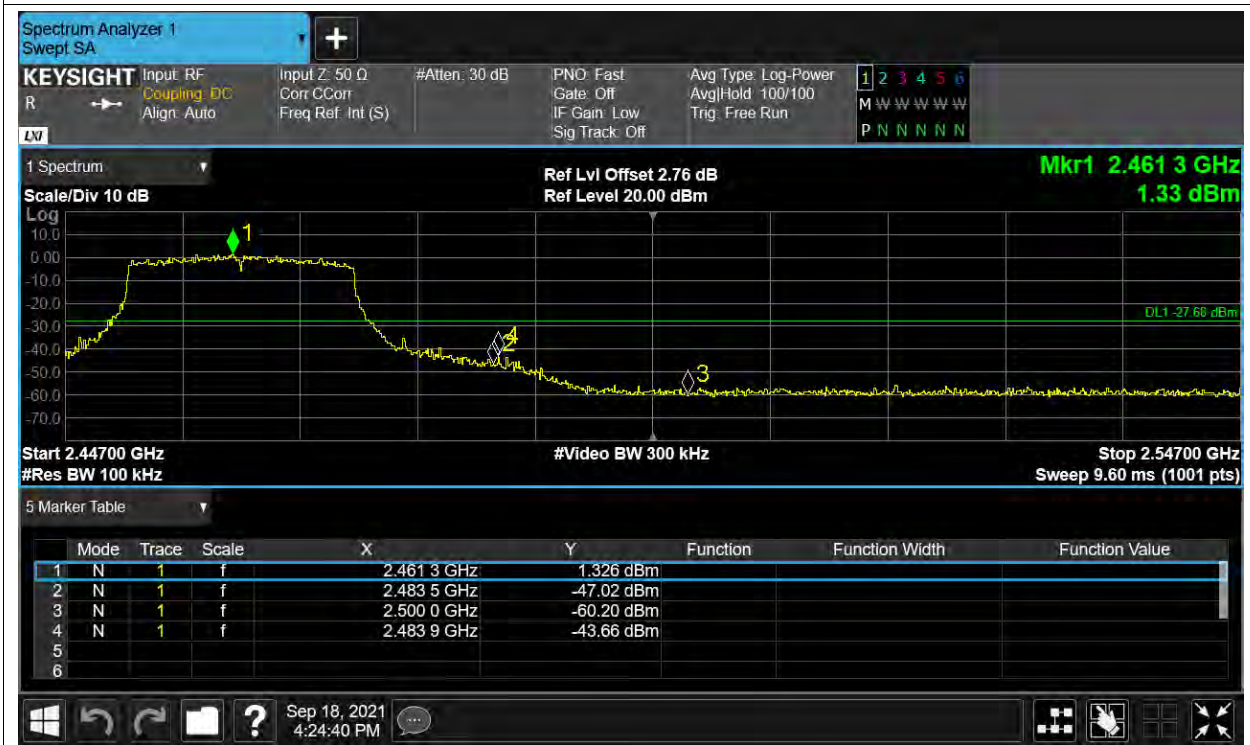 Spectrum Analyzer 1
Swept SA
+
KEYSIGHT Input: RF Input Z: 50 Ω #Atten: 30 dB PNO: Fast Avg Type: Log-Power 1 2 3 4 5 6
R Coupling: DC Corr CCorr Gate: Off Avg|Hold: 100/100 M W W W W W
Align: Auto Freq Ref: Int (S) IF Gain: Low Trig: Free Run
LXI Sig Track: Off P N N N N N
1 Spectrum Ref Lvl Offset 2.76 dB Mkr1 2.461 3 GHz
Scale/Div 10 dB Ref Level 20.00 dBm 1.33 dBm
Log
10.0
1
0.00
-10.0
-20.0
DL1 -27.68 dBm
-30.0
4
-40.0
2
-50.0
3
-60.0
-70.0
Start 2.44700 GHz #Video BW 300 kHz Stop 2.54700 GHz
#Res BW 100 kHz Sweep 9.60 ms (1001 pts)
5 Marker Table
Mode Trace Scale X Y Function Function Width Function Value
1 N 1 f 2.461 3 GHz 1.326 dBm
2 N 1 f 2.483 5 GHz -47.02 dBm
3 N 1 f 2.500 0 GHz -60.20 dBm
4 N 1 f 2.483 9 GHz -43.66 dBm
5
6
? Sep 18, 2021
4:24:40 PM